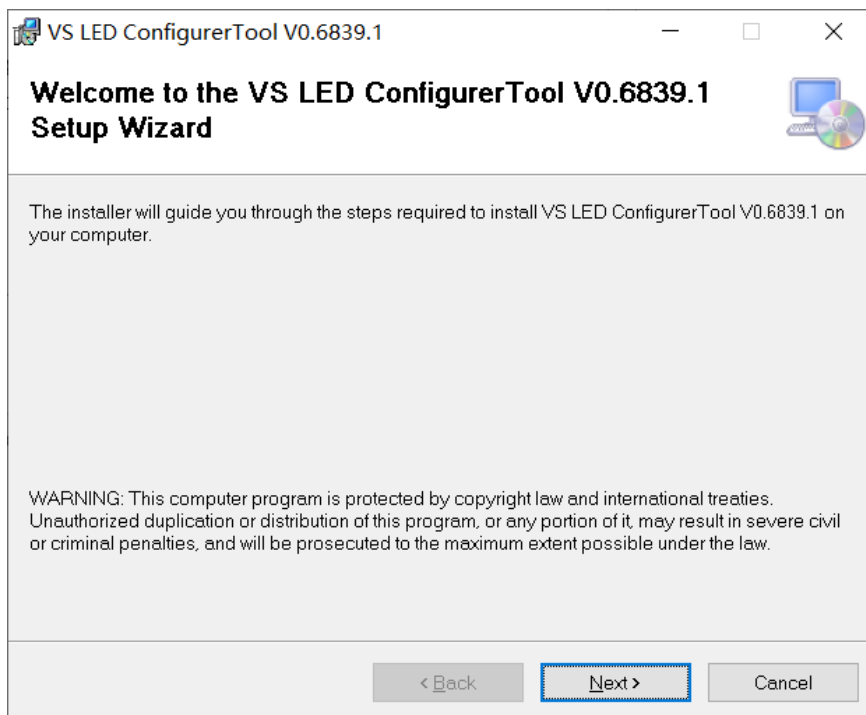 VS LED ConfigurerTool V0.6839.1
Welcome to the VS LED ConfigurerTool V0.6839.1
Setup Wizard
The installer will guide you through the steps required to install VS LED ConfigurerTool V0.6839.1 on
your computer.
WARNING: This computer program is protected by copyright law and international treaties.
Unauthorized duplication or distribution of this program, or any portion of it, may result in severe civil
or criminal penalties, and will be prosecuted to the maximum extent possible under the law.
< Back
Next >
Cancel